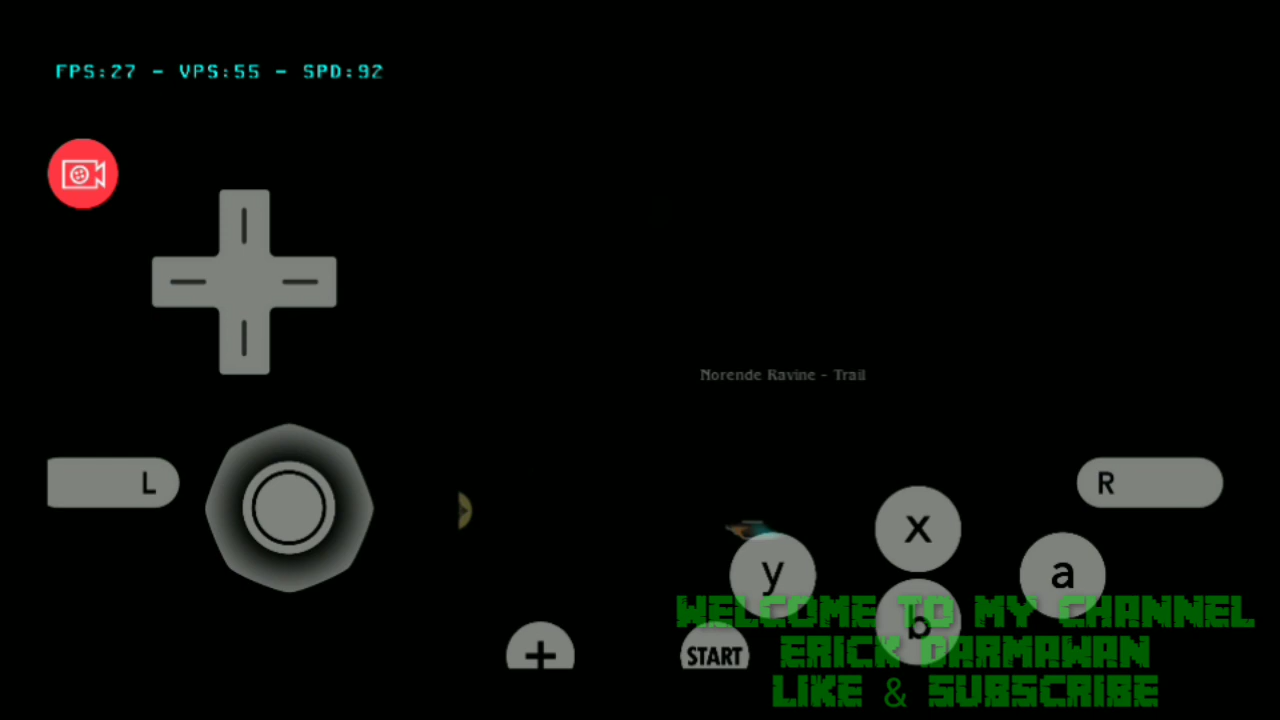 FPS:27 - VPS:55 - SPD:92
Norende Ravine - Trail
L
R
x
y
a
b
START
WELCOME TO MY CHANNEL
ERICK DARMAWAN
LIKE & SUBSCRIBE